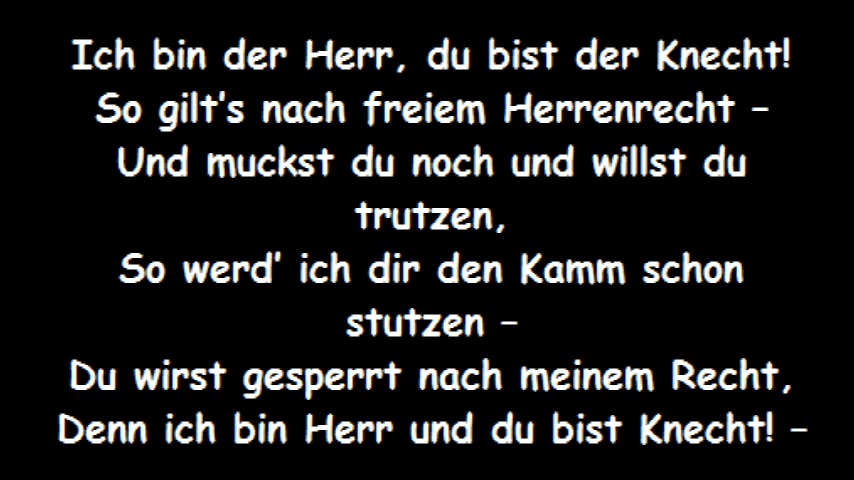 Ich bin der Herr, du bist der Knecht!
So gilt's nach freiem Herrenrecht –
Und muckst du noch und willst du
trutzen,
So werd' ich dir den Kamm schon
stutzen –
Du wirst gesperrt nach meinem Recht,
Denn ich bin Herr und du bist Knecht! –